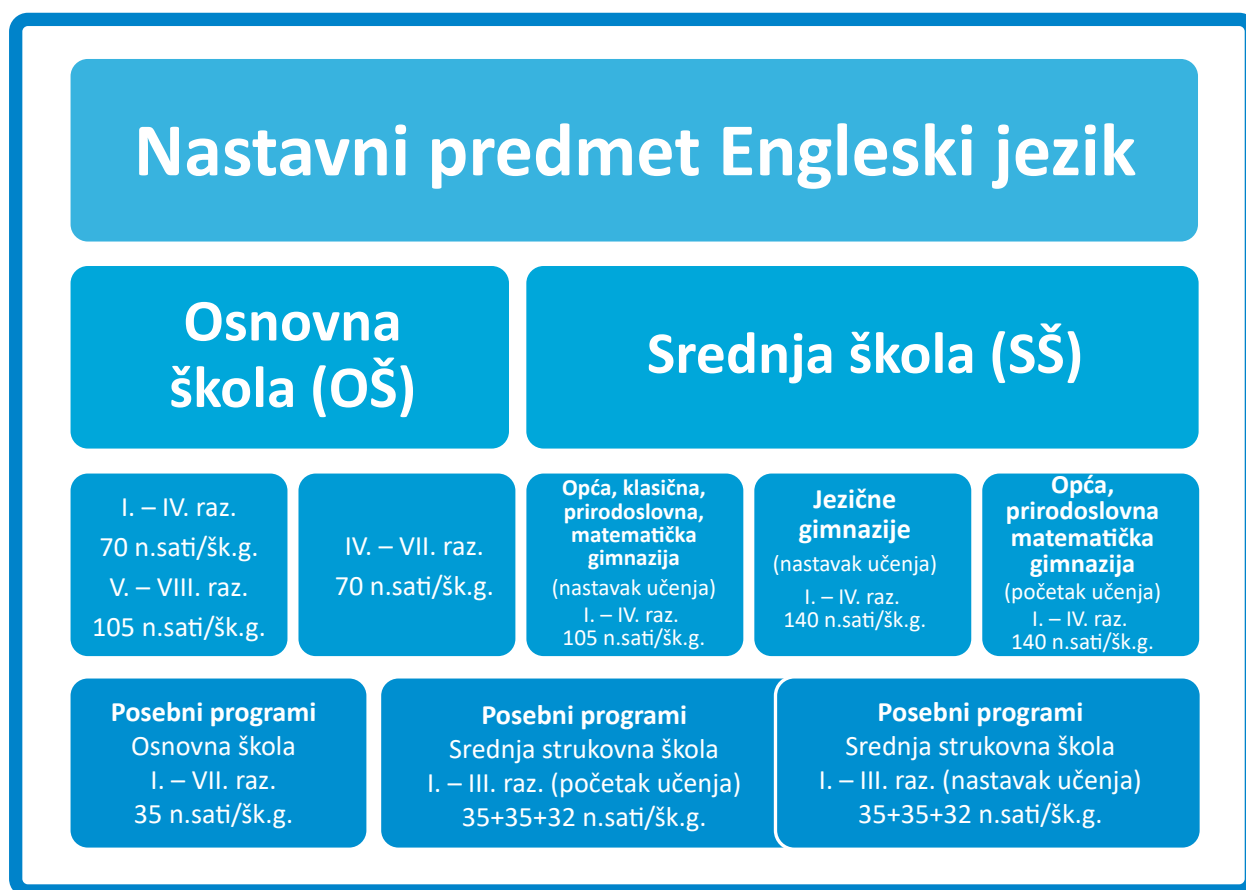 Nastavni predmet Engleski jezik
Osnovna
škola (OŠ)
Srednja škola (SŠ)
I. – IV. raz.
70 n.sati/šk.g.
V. – VIII. raz.
105 n.sati/šk.g.
IV. – VII. raz.
70 n.sati/šk.g.
Opća, klasična,
prirodoslovna,
matematička
gimnazija
(nastavak učenja)
I. – IV. raz.
105 n.sati/šk.g.
Jezične
gimnazije
(nastavak učenja)
I. – IV. raz.
140 n.sati/šk.g.
Opća,
prirodoslovna
matematička
gimnazija
(početak učenja)
I. – IV. raz.
140 n.sati/šk.g.
Posebni programi
Osnovna škola
I. – VII. raz.
35 n.sati/šk.g.
Posebni programi
Srednja strukovna škola
I. – III. raz. (početak učenja)
35+35+32 n.sati/šk.g.
Posebni programi
Srednja strukovna škola
I. – III. raz. (nastavak učenja)
35+35+32 n.sati/šk.g.